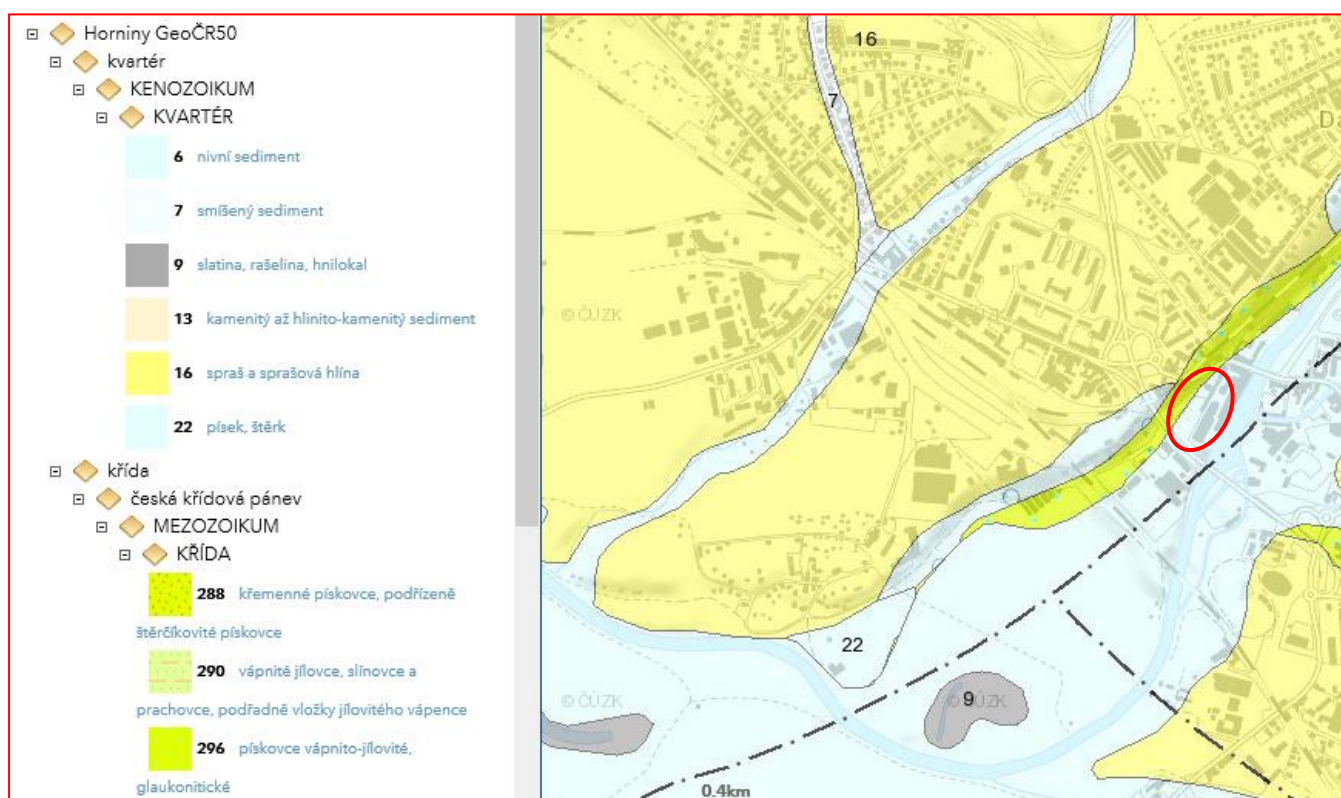 Horniny GeoČR50
kvartér
KENOZOIKUM
KVARTÉR
6 nivní sediment
7 smíšený sediment
9 slatina, rašelina, hnilokal
13 kamenitý až hlinito-kamenitý sediment
16 spraš a sprašová hlína
22 písek, štěrk
křída
česká křídová pánev
MEZOZOIKUM
KŘÍDA
288 křemenné pískovce, podřízeně
štěrčíkovité pískovce
290 vápnité jílovce, slínovce a
prachovce, podřadně vložky jílovitého vápence
296 pískovce vápnito-jílovité,
glaukonitické
16
7
© ČÚZK
© ČÚZK
22
© ČÚZK
9
0.4km